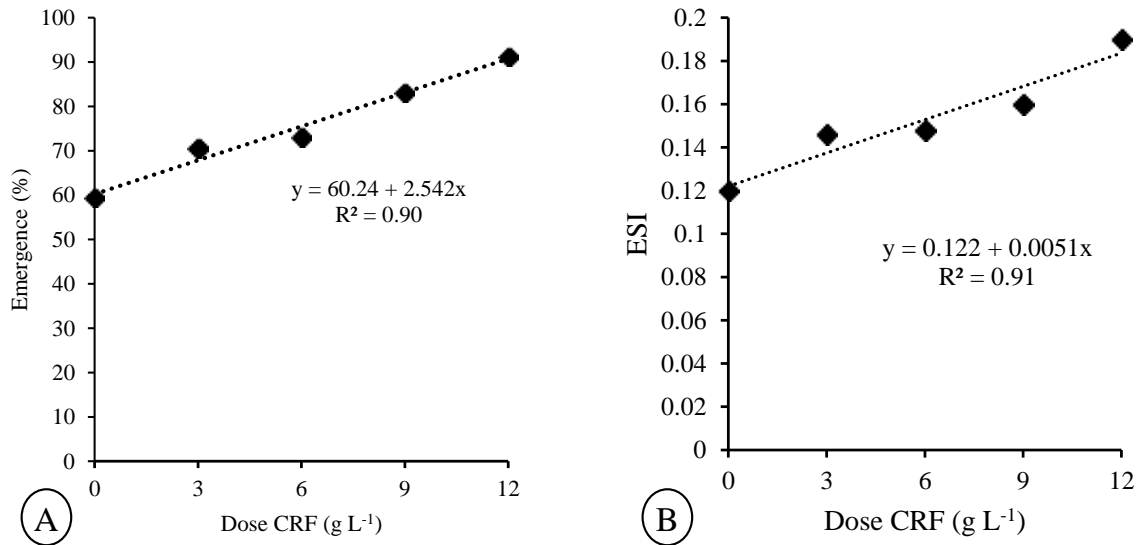 100
90
80
70
60
50
40
30
20
10
0
Emergence (%)
y = 60.24 + 2.542x
R² = 0.90
0 3 6 9 12
Dose CRF (g L⁻¹)
A
0.2
0.18
0.16
0.14
0.12
0.1
0.08
0.06
0.04
0.02
0
ESI
y = 0.122 + 0.0051x
R² = 0.91
0 3 6 9 12
Dose CRF (g L⁻¹)
B